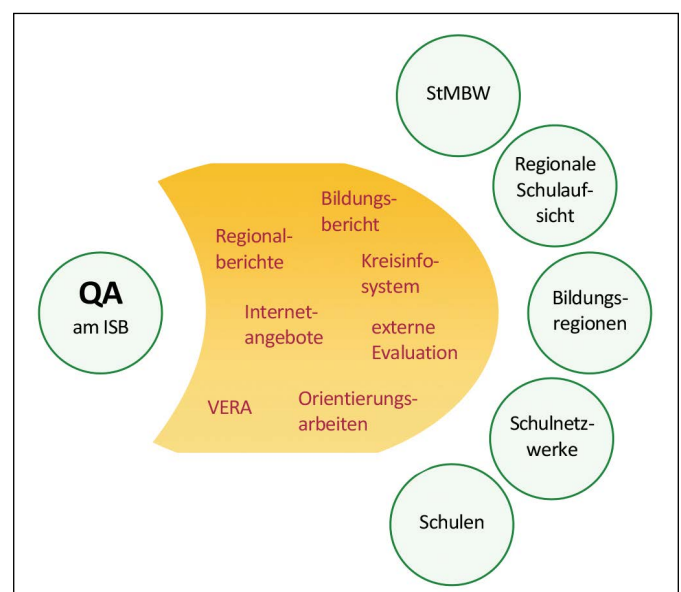 QA
am ISB
Bildungs-
bericht
Regional-
berichte
Kreisinfo-
system
Internet-
angebote
externe
Evaluation
VERA
Orientierungs-
arbeiten
StMBW
Regionale
Schulauf-
sicht
Bildungs-
regionen
Schulnetz-
werke
Schulen